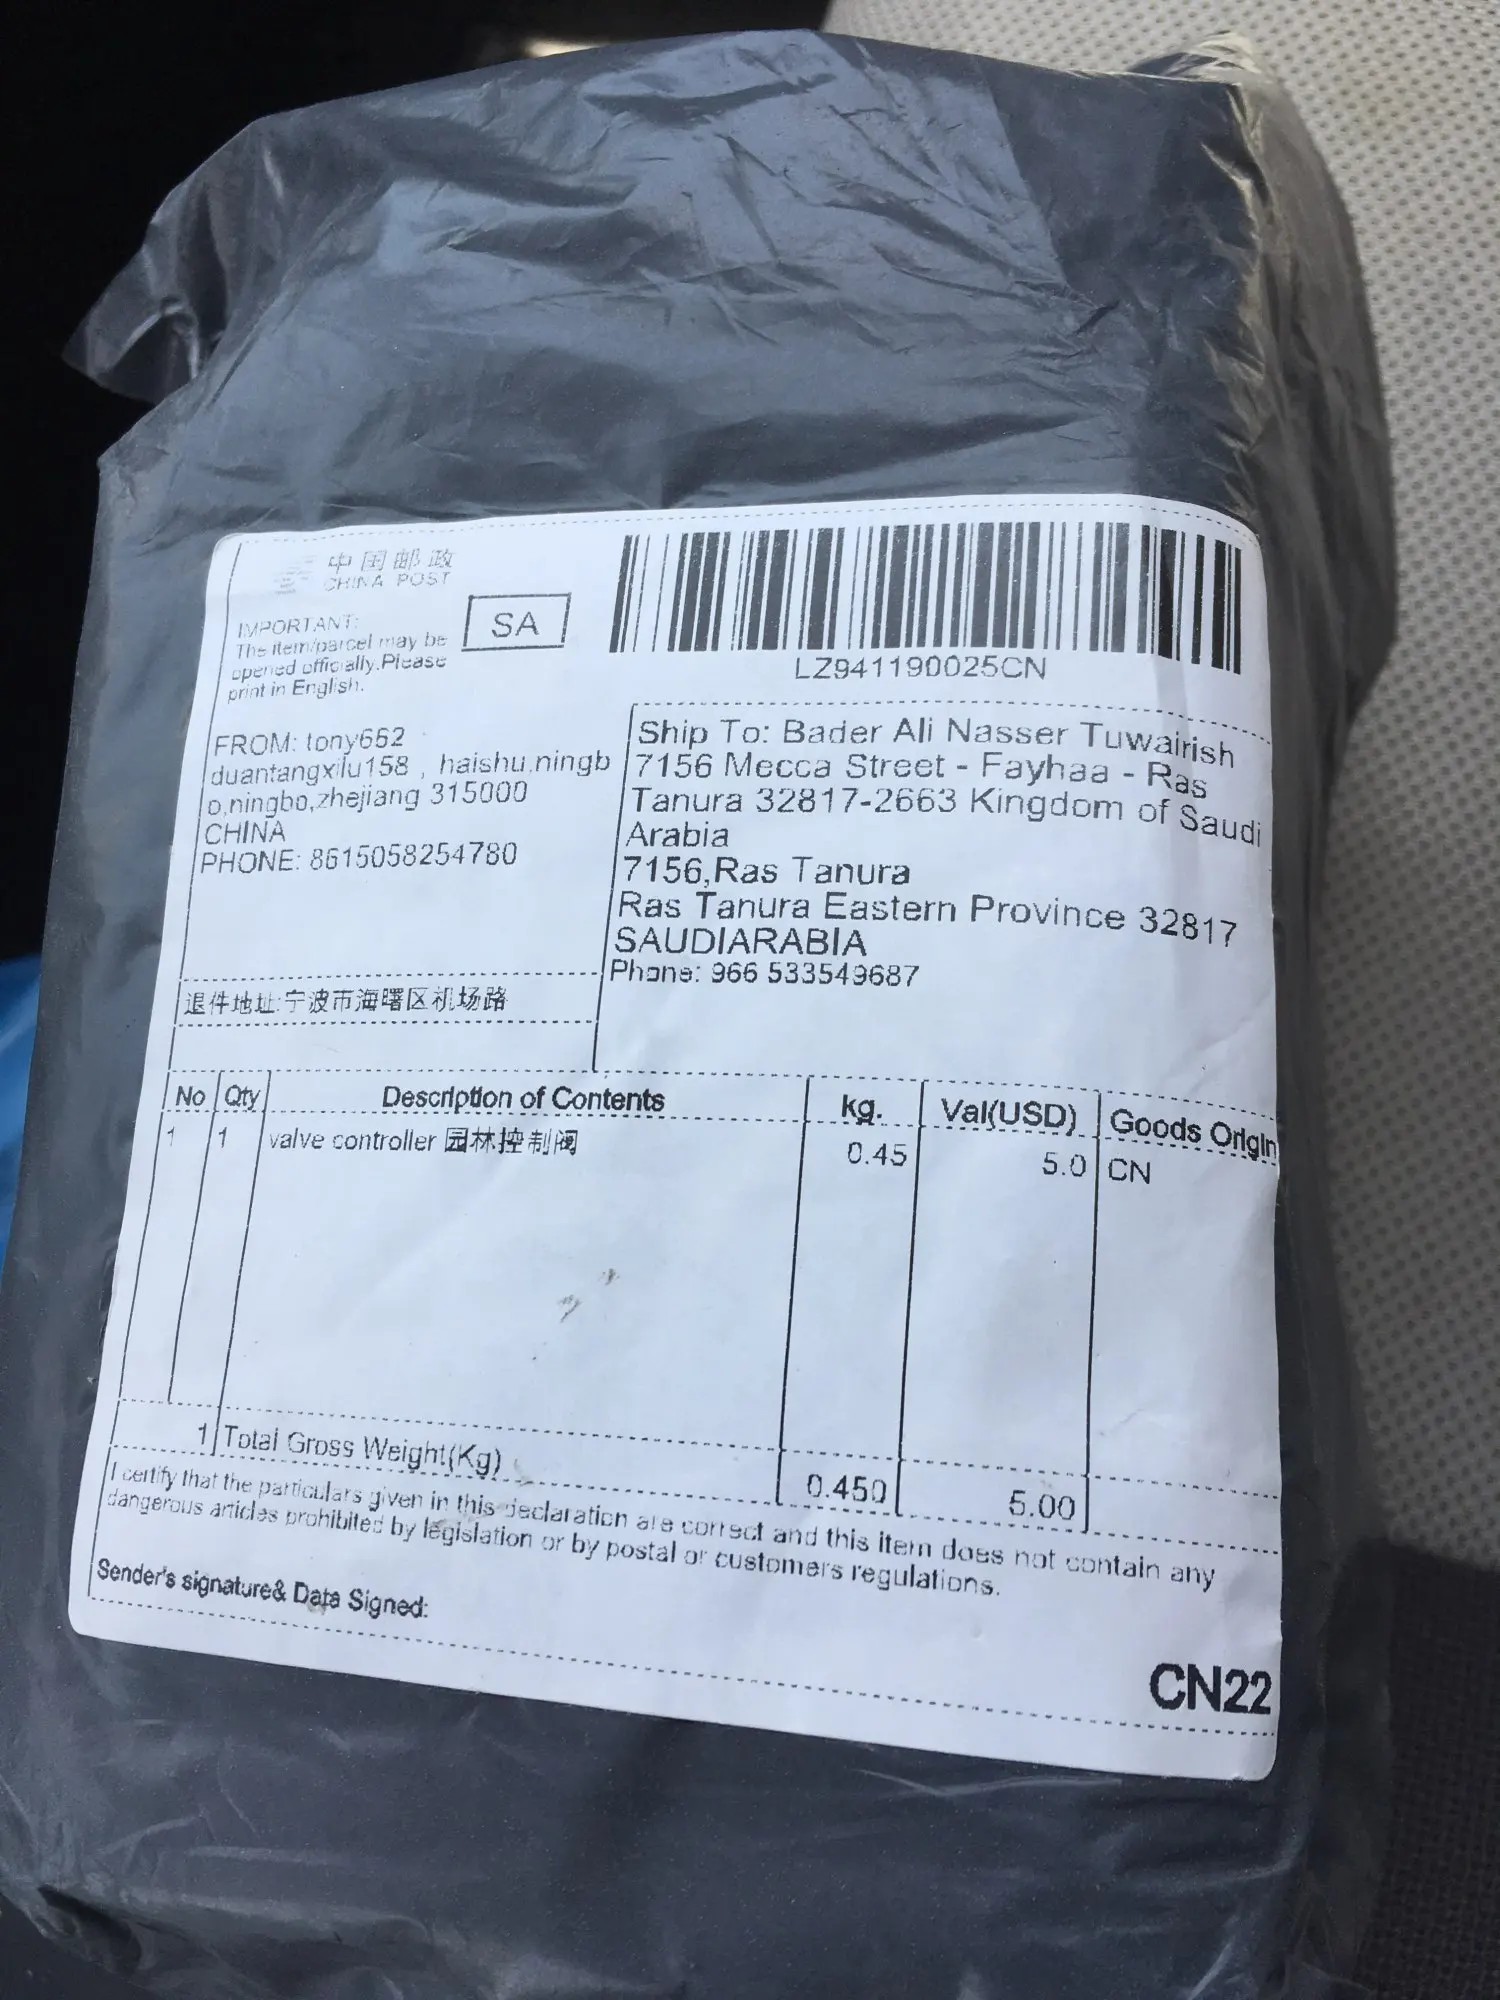 中国邮政
CHINA POST
IMPORTANT:
The item/parcel may be
opened officially.Please
print in English.
SA
LZ941190025CN
FROM: tony662
duantangxilu158 , haishu.ningb
o,ningbo,zhejiang 315000
CHINA
PHONE: 8615058254780
退件地址:宁波市海曙区机场路
Ship To: Bader Ali Nasser Tuwairish
7156 Mecca Street - Fayhaa - Ras
Tanura 32817-2663 Kingdom of Saudi
Arabia
7156,Ras Tanura
Ras Tanura Eastern Province 32817
SAUDIARABIA
Phone: 966 533549687
No Qty Description of Contents kg. Val(USD) Goods Origin
1 1 valve controller 园林控制阀 0.45 5.0 CN
1 Total Gross Weight(Kg) 0.450 5.00
I certify that the particulars given in this declaration are correct and this item does not contain any
dangerous articles prohibited by legislation or by postal or customers regulations.
Sender's signature& Data Signed:
CN22